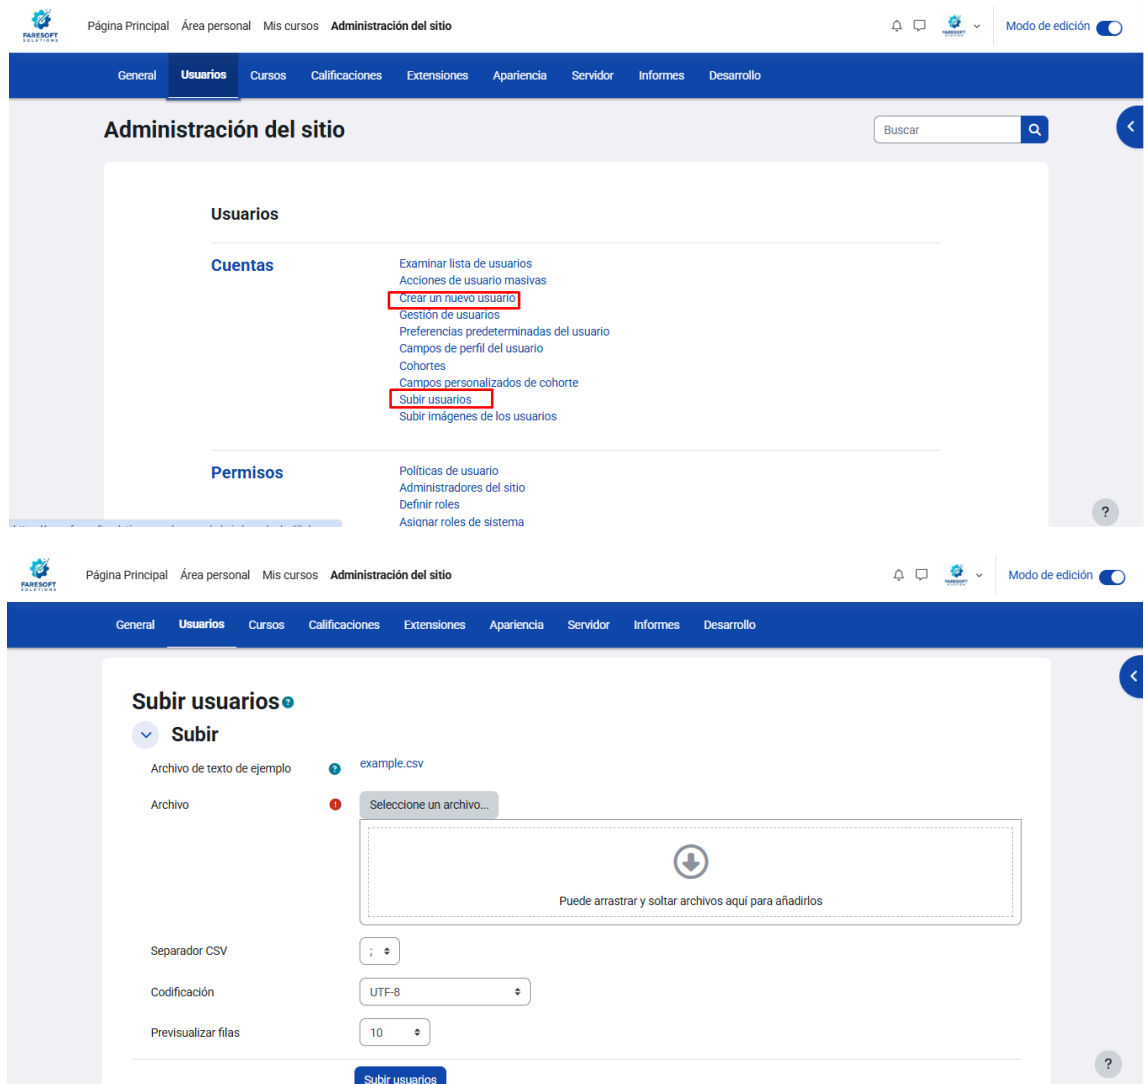 FARESOFT
SOLUTIONS
Página Principal Área personal Mis cursos Administración del sitio
Modo de edición
General Usuarios Cursos Calificaciones Extensiones Apariencia Servidor Informes Desarrollo
Administración del sitio
Buscar
Usuarios
Cuentas
Examinar lista de usuarios
Acciones de usuario masivas
Crear un nuevo usuario
Gestión de usuarios
Preferencias predeterminadas del usuario
Campos de perfil del usuario
Cohortes
Campos personalizados de cohorte
Subir usuarios
Subir imágenes de los usuarios
Permisos
Políticas de usuario
Administradores del sitio
Definir roles
Asignar roles de sistema
?
FARESOFT
SOLUTIONS
Página Principal Área personal Mis cursos Administración del sitio
Modo de edición
General Usuarios Cursos Calificaciones Extensiones Apariencia Servidor Informes Desarrollo
Subir usuarios ?
Subir
Archivo de texto de ejemplo ? example.csv
Archivo ! Seleccione un archivo...
Puede arrastrar y soltar archivos aquí para añadirlos
Separador CSV ;
Codificación UTF-8
Previsualizar filas 10
?
Subir usuarios